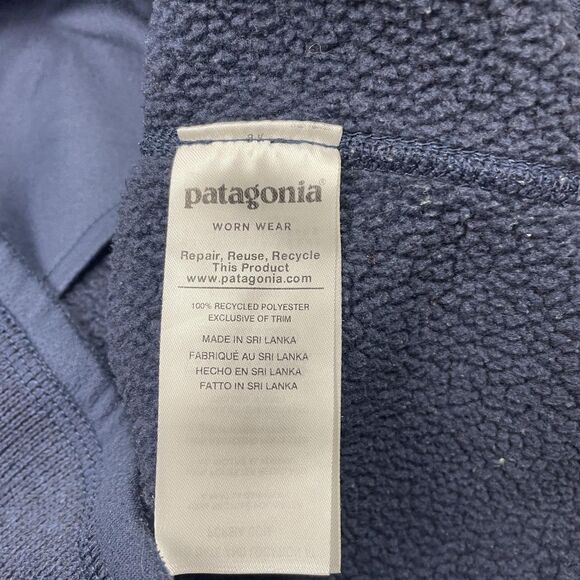 patagonia®
WORN WEAR
Repair, Reuse, Recycle
This Product
www.patagonia.com
100% RECYCLED POLYESTER
EXCLUSIVE OF TRIM
MADE IN SRI LANKA
FABRIQUÉ AU SRI LANKA
HECHO EN SRI LANKA
FATTO IN SRI LANKA